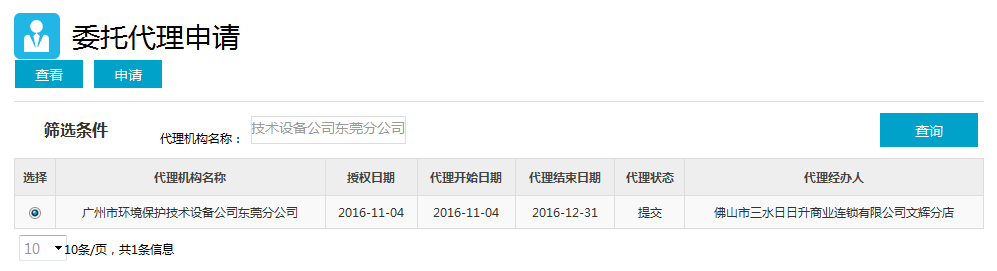 委托代理申请
查看 申请
筛选条件 代理机构名称： 技术设备公司东莞分公司 查询
选择 代理机构名称 授权日期 代理开始日期 代理结束日期 代理状态 代理经办人
广州市环境保护技术设备公司东莞分公司 2016-11-04 2016-11-04 2016-12-31 提交 佛山市三水日日升商业连锁有限公司文辉分店
10 10条/页，共1条信息